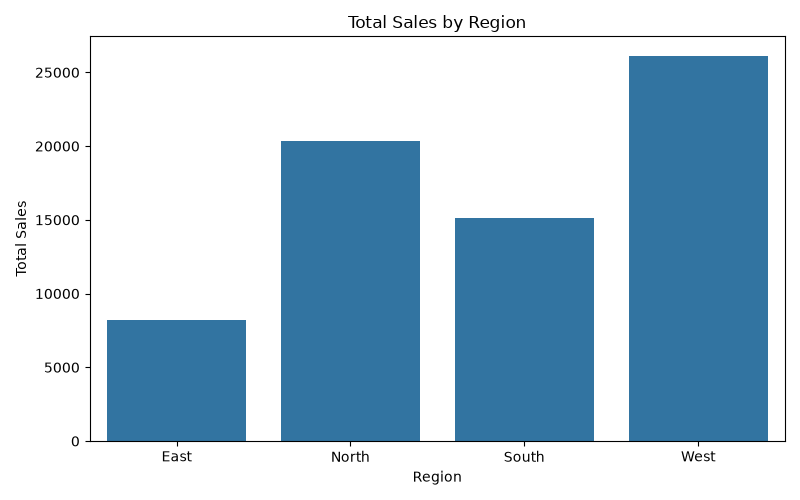 Total Sales by Region
25000
20000
15000
10000
5000
0
Total Sales
East North South West
Region